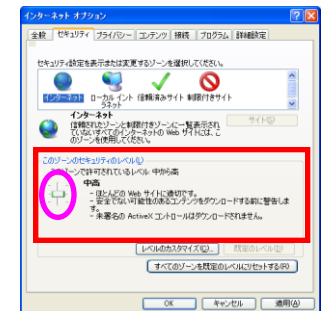 インターネット オプション
全般 セキュリティ プライバシー コンテンツ 接続 プログラム 詳細設定
セキュリティ設定を表示または変更するゾーンを選択してください。
インターネット ローカル イントラネット 信頼済みサイト 制限付きサイト
インターネット
信頼されたゾーンと制限付きゾーンに一覧表示されていないすべてのインターネットの Web サイトには、このゾーンを使用してください。
サイト(S)
このゾーンのセキュリティのレベル(L)
このゾーンで許可されているレベル: 中から高
中高
- ほとんどの Web サイトに適切です。
- 安全でない可能性のあるコンテンツをダウンロードする前に警告しま
す。
- 未署名の ActiveX コントロールはダウンロードされません。
レベルのカスタマイズ(C)... 既定のレベル(D)
すべてのゾーンを既定のレベルにリセットする(R)
OK キャンセル 適用(A)